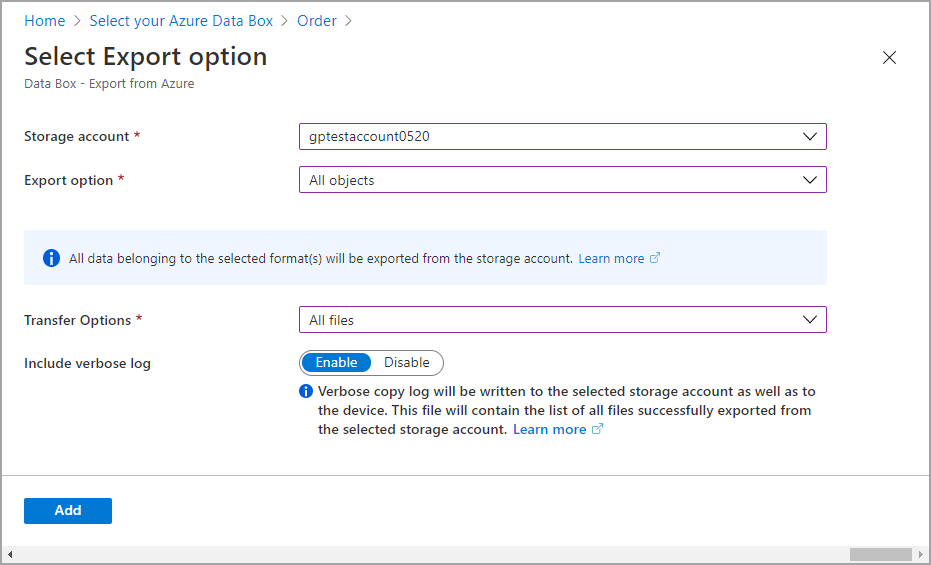 Home > Select your Azure Data Box > Order >
Select Export option
Data Box - Export from Azure
Storage account *
gptestaccount0520
Export option *
All objects
All data belonging to the selected format(s) will be exported from the storage account. Learn more
Transfer Options *
All files
Include verbose log
Enable Disable
Verbose copy log will be written to the selected storage account as well as to
the device. This file will contain the list of all files successfully exported from
the selected storage account. Learn more
Add